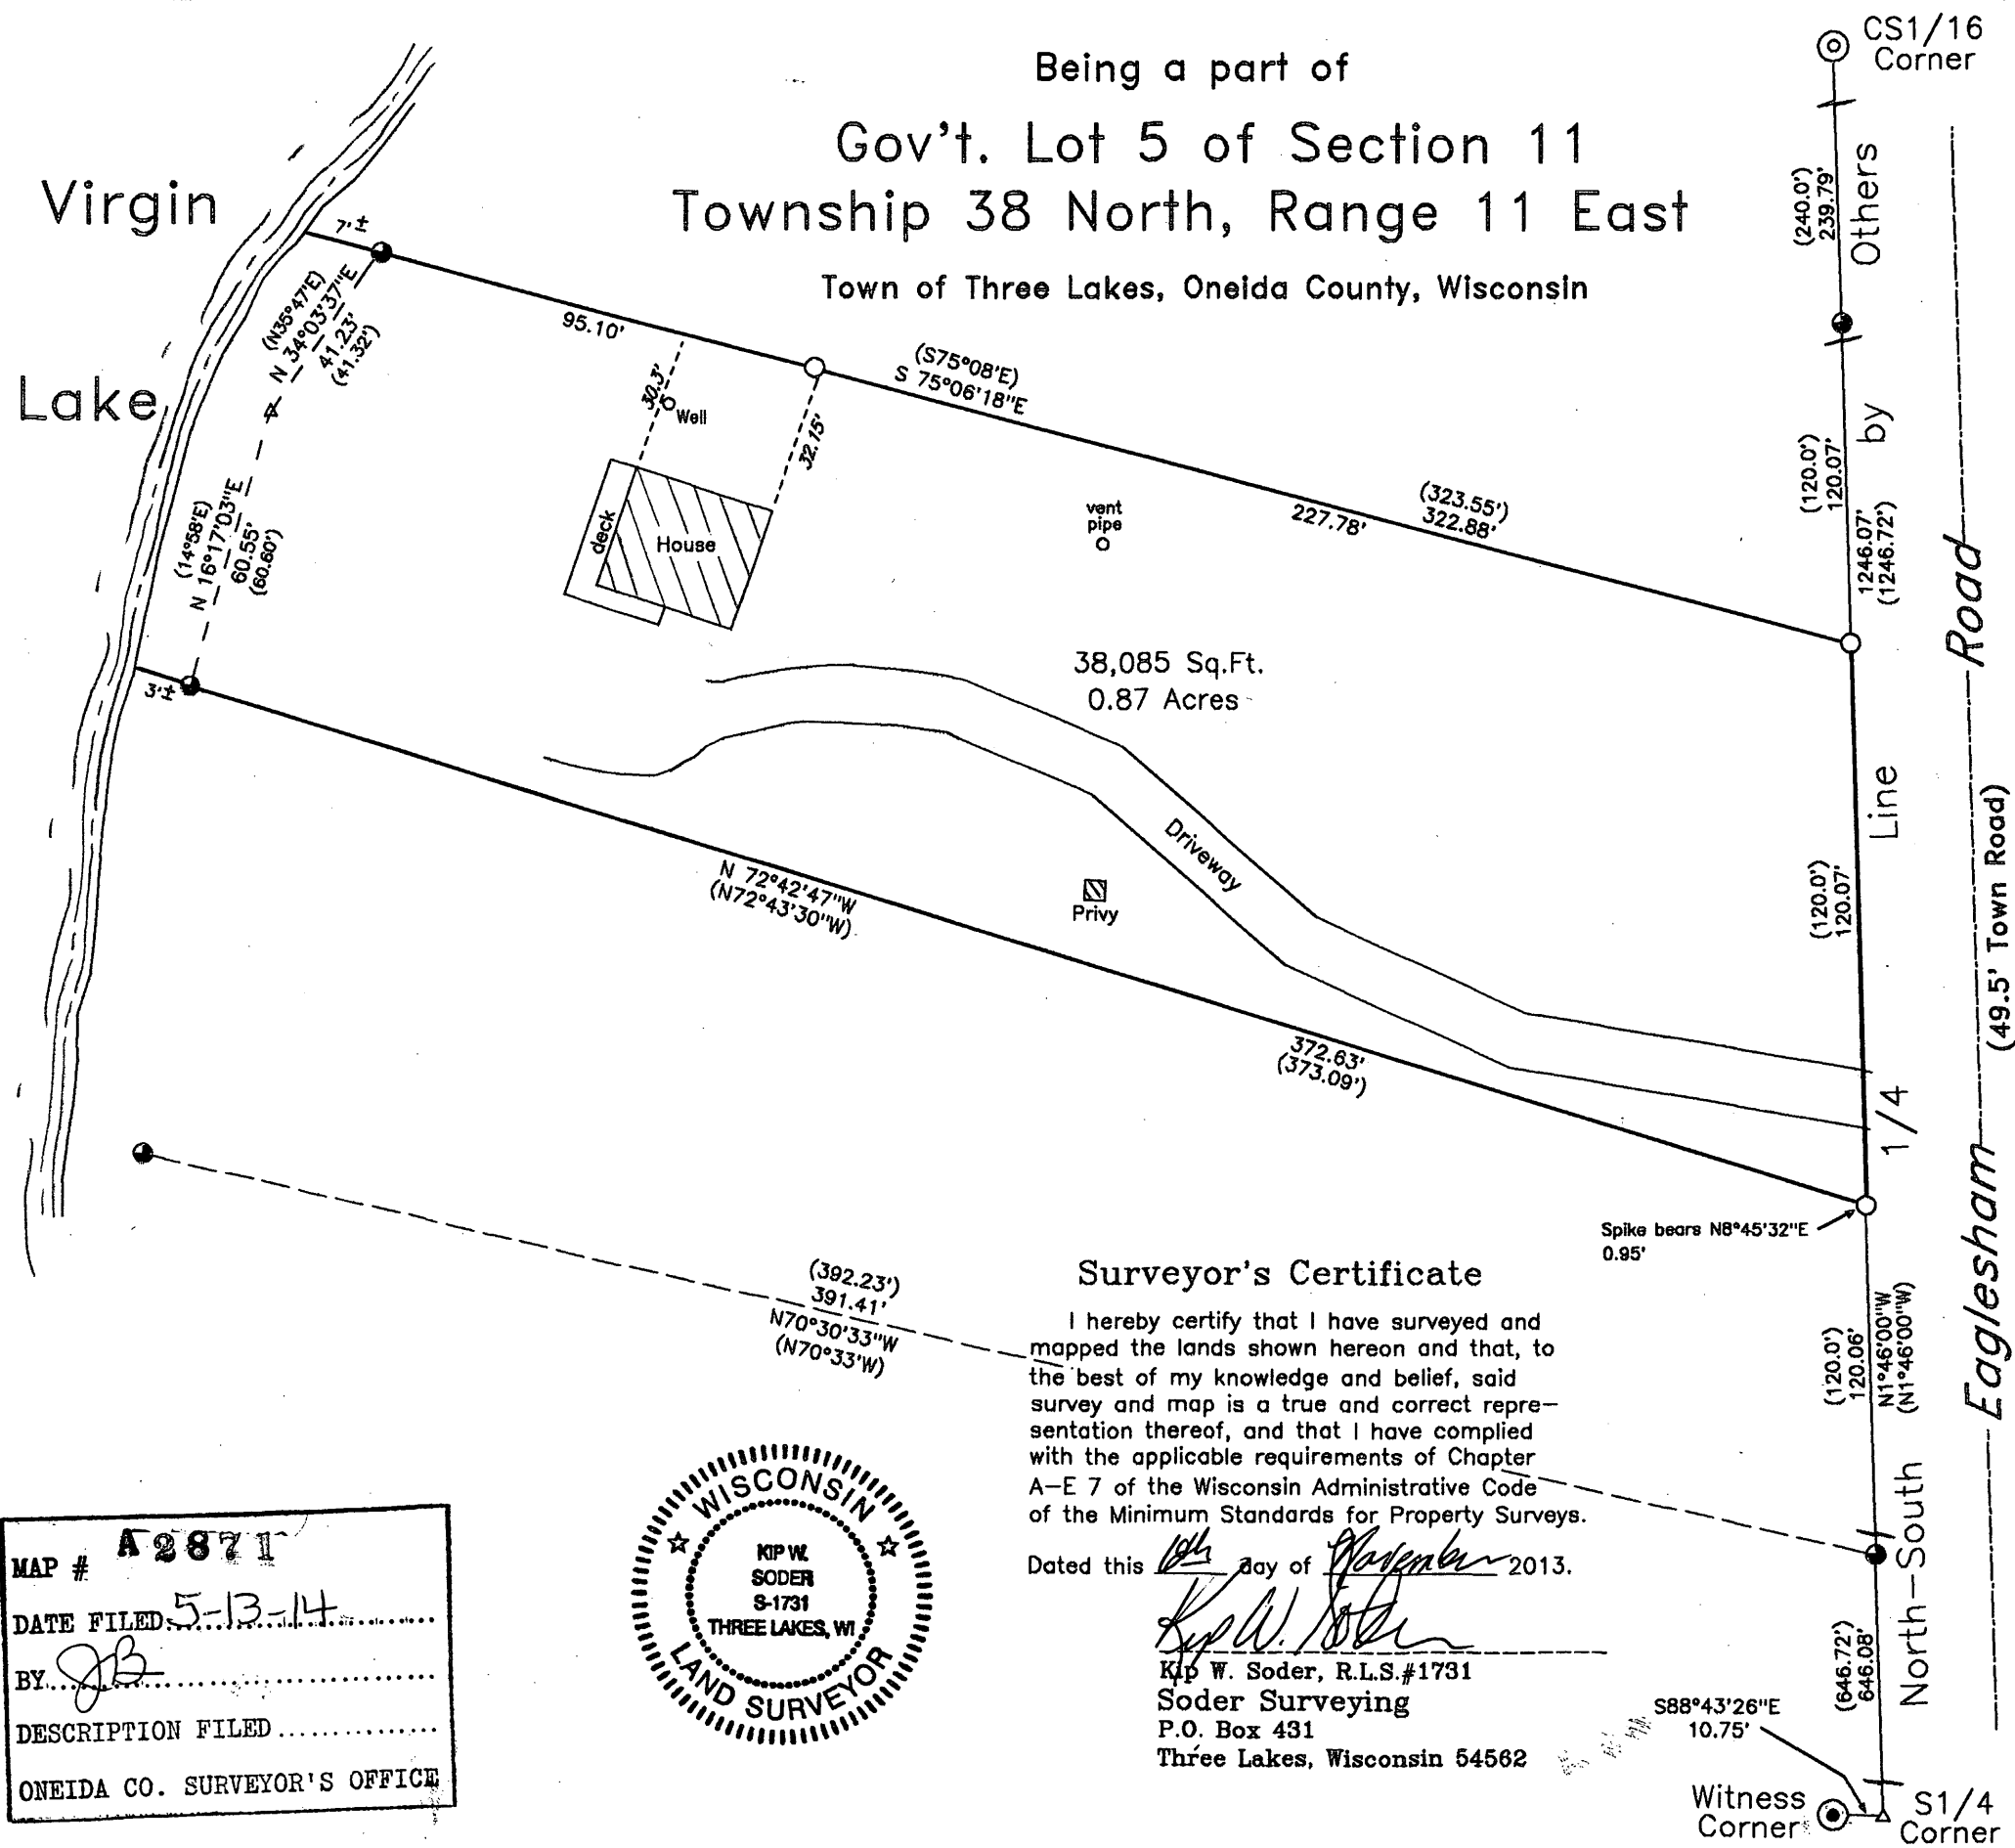 CS1/16
Corner
Being a part of
Gov't. Lot 5 of Section 11
Township 38 North, Range 11 East
Town of Three Lakes, Oneida County, Wisconsin
Virgin
Lake
7'±
(N35°47'E)
N 34°03'37"E
41.23'
(41.32')
(14°58'E)
N 16°17'03"E
60.55'
(60.60')
3'±
95.10'
(S75°08'E)
S 75°06'18"E
30.3'
Well
32.15'
deck
House
vent
pipe
227.78'
(323.55')
322.88'
38,085 Sq.Ft.
0.87 Acres
Driveway
Privy
N 72°42'47"W
(N72°43'30"W)
372.63'
(373.09')
(240.0')
239.79'
(120.0')
120.07'
1246.07'
(1246.72')
(120.0')
120.07'
North-South 1/4 Line by Others
Eaglesham Road
(49.5' Town Road)
Spike bears N8°45'32"E
0.95'
(120.0')
120.06'
N1°46'00"W
(N1°46'00"W)
(392.23')
391.41'
N70°30'33"W
(N70°33'W)
Surveyor's Certificate
I hereby certify that I have surveyed and
mapped the lands shown hereon and that, to
the best of my knowledge and belief, said
survey and map is a true and correct repre-
sentation thereof, and that I have complied
with the applicable requirements of Chapter
A-E 7 of the Wisconsin Administrative Code
of the Minimum Standards for Property Surveys.
Dated this day of November 2013.
Kip W. Soder
Kip W. Soder, R.L.S.#1731
Soder Surveying
P.O. Box 431
Three Lakes, Wisconsin 54562
WISCONSIN
KIP W.
SODER
S-1731
THREE LAKES, WI
LAND SURVEYOR
MAP # A2871
DATE FILED: 5-13-14
BY JB
DESCRIPTION FILED
ONEIDA CO. SURVEYOR'S OFFICE
(646.72')
646.08'
S88°43'26"E
10.75'
Witness
Corner
S1/4
Corner